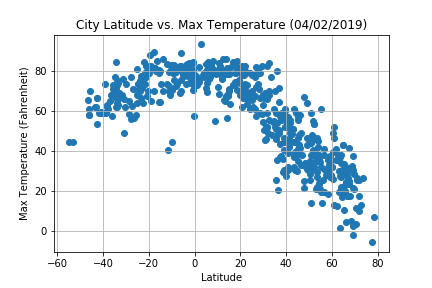 City Latitude vs. Max Temperature (04/02/2019)
Max Temperature (Fahrenheit)
80
60
40
20
0
−60 −40 −20 0 20 40 60 80
Latitude